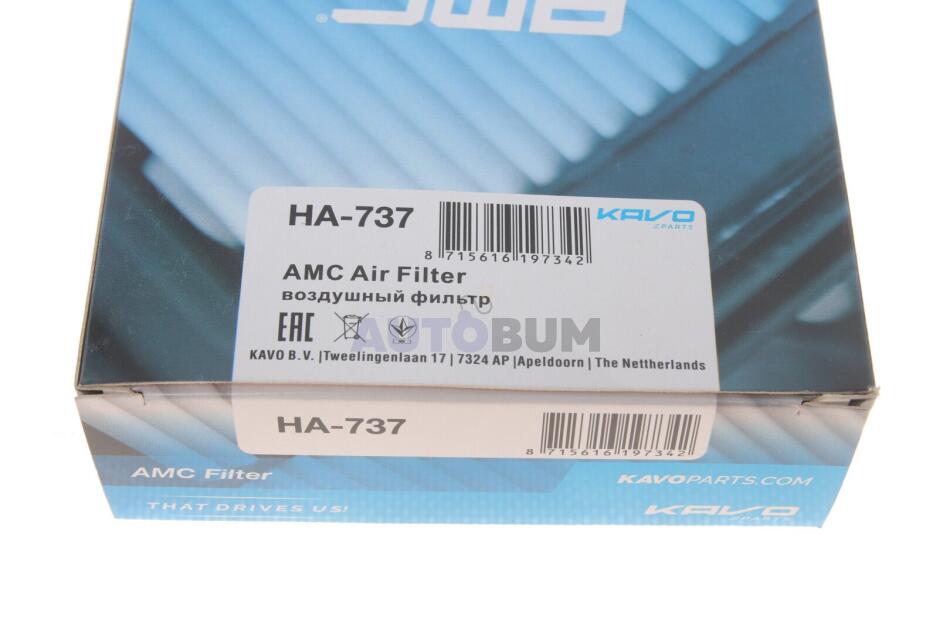 AMC®
HA-737
8 715616 197342
KAVO
PARTS
AMC Air Filter
воздушный фильтр
EAC
AUTOBUM
KAVO B.V. |Tweelingenlaan 17 | 7324 AP |Apeldoorn | The Nettherlands
HA-737
8 715616 197342
AMC Filter
KAVOPARTS.COM
THAT DRIVES US!
KAVO
PARTS